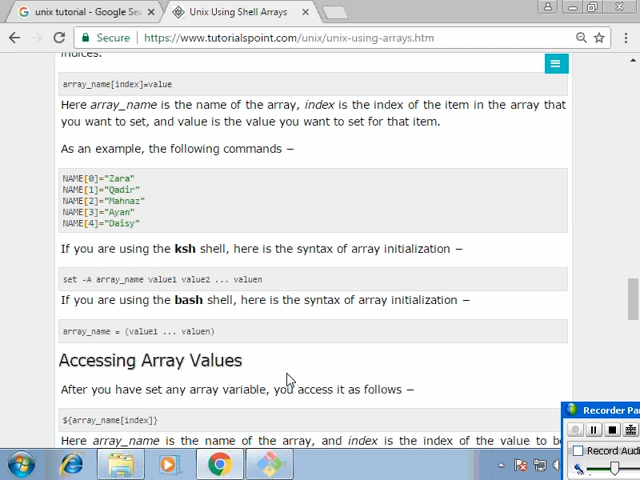 unix tutorial - Google Sea
Unix Using Shell Arrays
Secure
https://www.tutorialspoint.com/unix/unix-using-arrays.htm
indices.
array_name[index]=value
Here array_name is the name of the array, index is the index of the item in the array that
you want to set, and value is the value you want to set for that item.
As an example, the following commands −
NAME[0]="Zara"
NAME[1]="Qadir"
NAME[2]="Mahnaz"
NAME[3]="Ayan"
NAME[4]="Daisy"
If you are using the ksh shell, here is the syntax of array initialization −
set -A array_name value1 value2 ... valuen
If you are using the bash shell, here is the syntax of array initialization −
array_name = (value1 ... valuen)
Accessing Array Values
After you have set any array variable, you access it as follows −
${array_name[index]}
Here array_name is the name of the array, and index is the index of the value to be
Recorder Pa
Record Audi